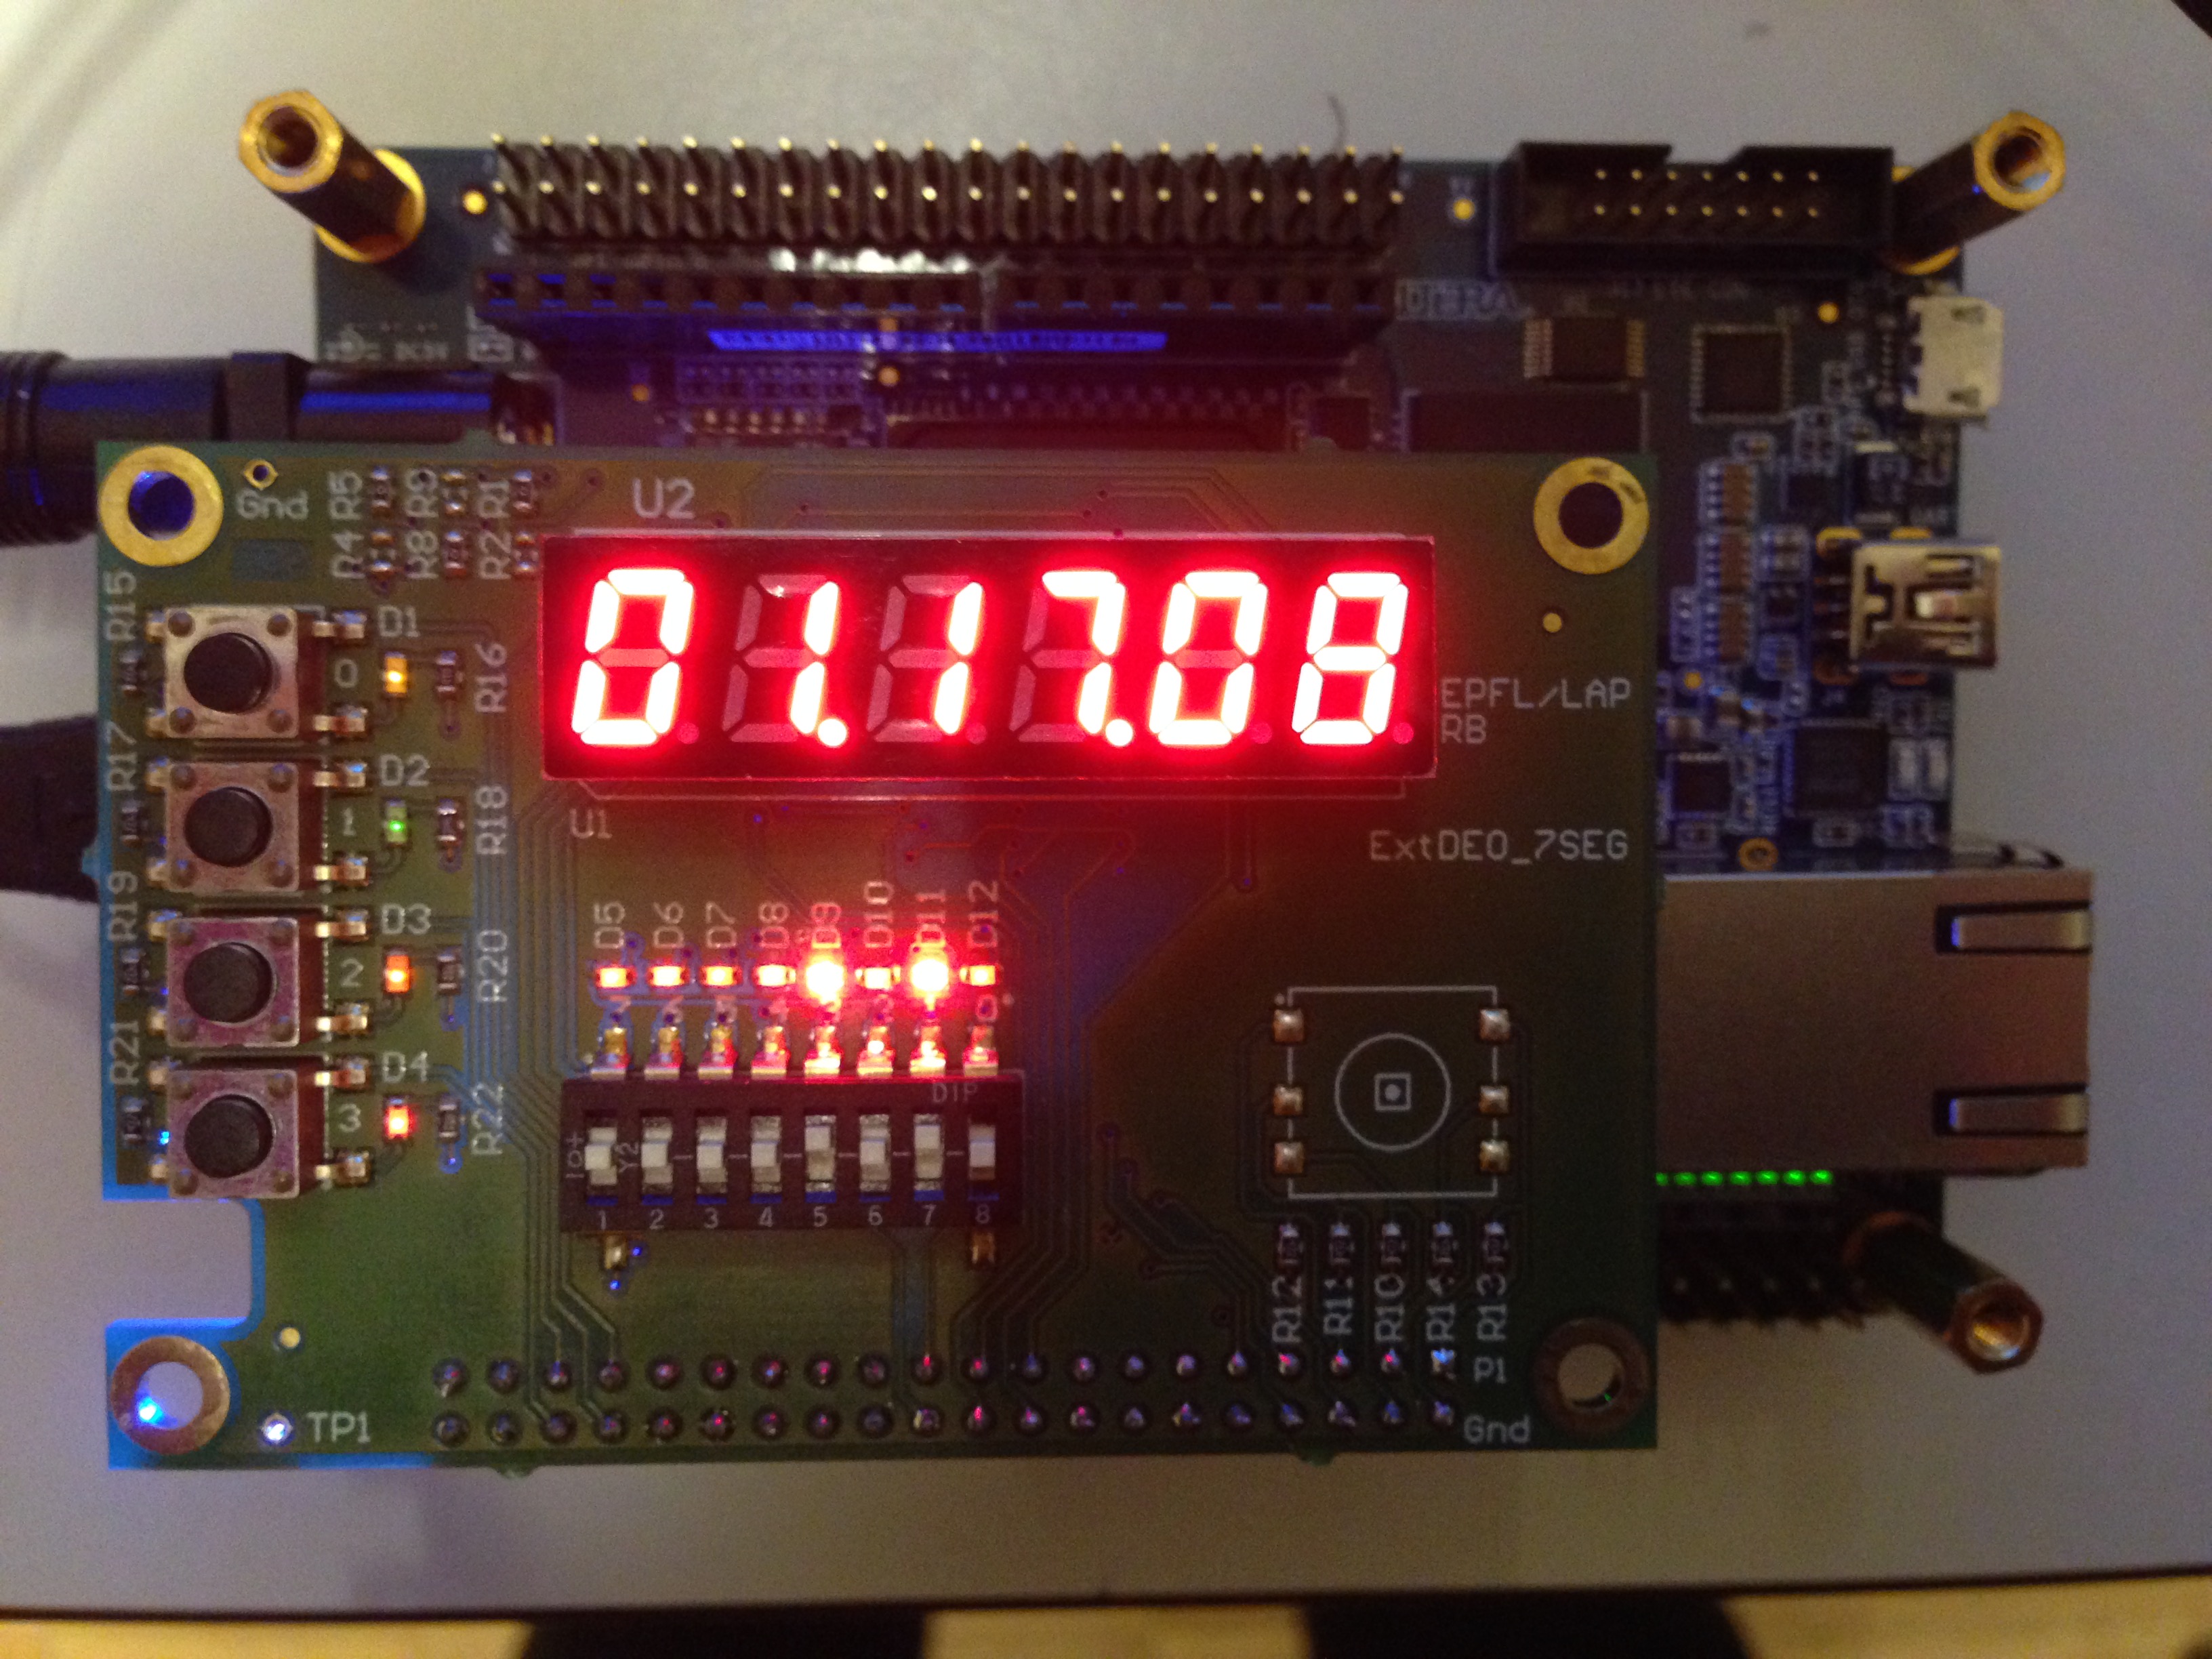 Gnd
R5
R9
R1
R4
R8
R2
U2
01.17.08
EPFL/LAP
RB
U1
ExtDE0_7SEG
R15
D1
0
R16
R17
D2
1
R18
R19
D3
2
R20
R21
D4
3
R22
D5 D6 D7 D8 D9 D10 D11 D12
DIP
1 2 3 4 5 6 7 8
R12 R11 R10 R14 R13
P1
TP1
Gnd